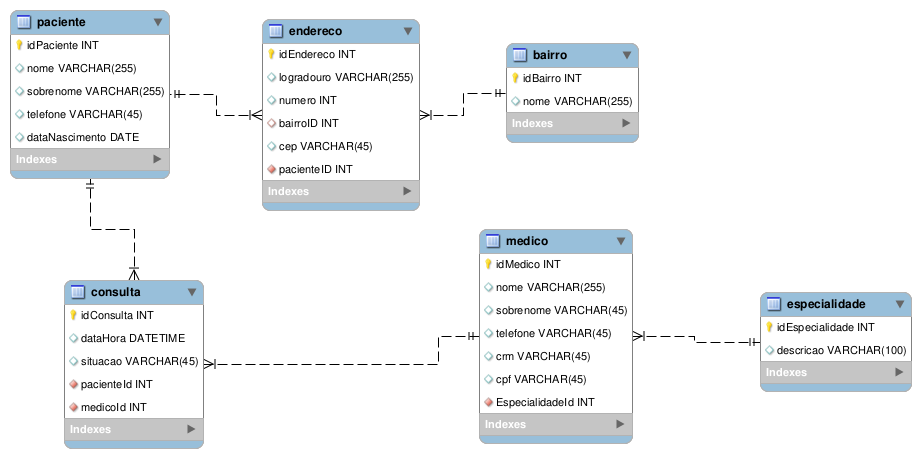 paciente
idPaciente INT
nome VARCHAR(255)
sobrenome VARCHAR(255)
telefone VARCHAR(45)
dataNascimento DATE
Indexes
endereco
idEndereco INT
logradouro VARCHAR(255)
numero INT
bairroID INT
cep VARCHAR(45)
pacienteID INT
Indexes
bairro
idBairro INT
nome VARCHAR(255)
Indexes
consulta
idConsulta INT
dataHora DATETIME
situacao VARCHAR(45)
pacienteId INT
medicoId INT
Indexes
medico
idMedico INT
nome VARCHAR(255)
sobrenome VARCHAR(45)
telefone VARCHAR(45)
crm VARCHAR(45)
cpf VARCHAR(45)
EspecialidadeId INT
Indexes
especialidade
idEspecialidade INT
descricao VARCHAR(100)
Indexes